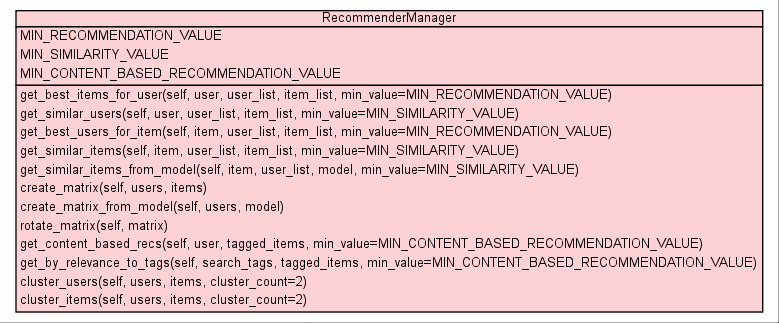 RecommenderManager
MIN_RECOMMENDATION_VALUE
MIN_SIMILARITY_VALUE
MIN_CONTENT_BASED_RECOMMENDATION_VALUE
get_best_items_for_user(self, user, user_list, item_list, min_value=MIN_RECOMMENDATION_VALUE)
get_similar_users(self, user, user_list, item_list, min_value=MIN_SIMILARITY_VALUE)
get_best_users_for_item(self, item, user_list, item_list, min_value=MIN_RECOMMENDATION_VALUE)
get_similar_items(self, item, user_list, item_list, min_value=MIN_SIMILARITY_VALUE)
get_similar_items_from_model(self, item, user_list, model, min_value=MIN_SIMILARITY_VALUE)
create_matrix(self, users, items)
create_matrix_from_model(self, users, model)
rotate_matrix(self, matrix)
get_content_based_recs(self, user, tagged_items, min_value=MIN_CONTENT_BASED_RECOMMENDATION_VALUE)
get_by_relevance_to_tags(self, search_tags, tagged_items, min_value=MIN_CONTENT_BASED_RECOMMENDATION_VALUE)
cluster_users(self, users, items, cluster_count=2)
cluster_items(self, users, items, cluster_count=2)